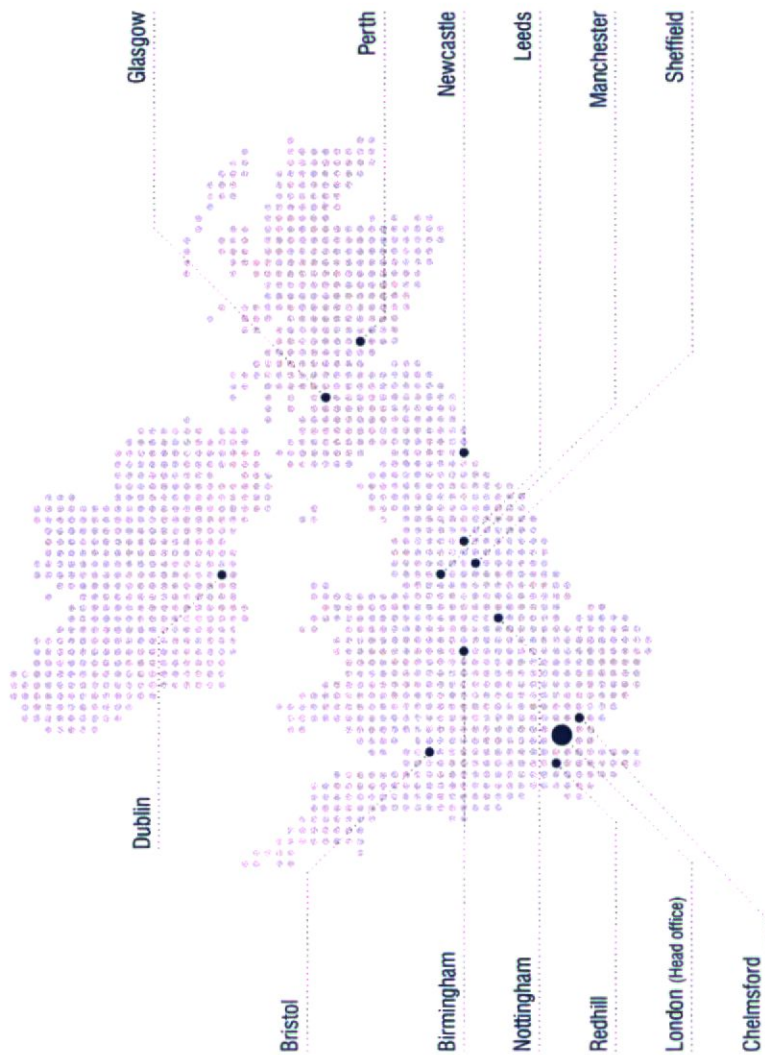 Glasgow
Perth
Newcastle
Leeds
Manchester
Sheffield
Dublin
Bristol
Birmingham
Nottingham
Redhill
London (Head office)
Chelmsford